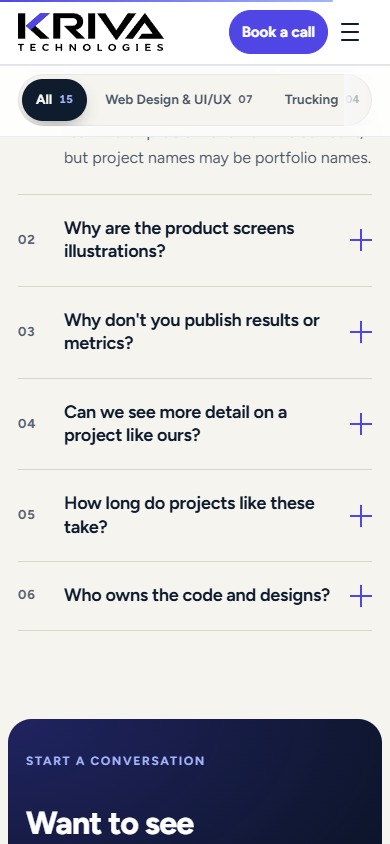 KRIVA
TECHNOLOGIES
Book a call
All 15
Web Design & UI/UX 07
Trucking 04
but project names may be portfolio names.
02 Why are the product screens
illustrations?
03 Why don't you publish results or
metrics?
04 Can we see more detail on a
project like ours?
05 How long do projects like these
take?
06 Who owns the code and designs?
START A CONVERSATION
Want to see